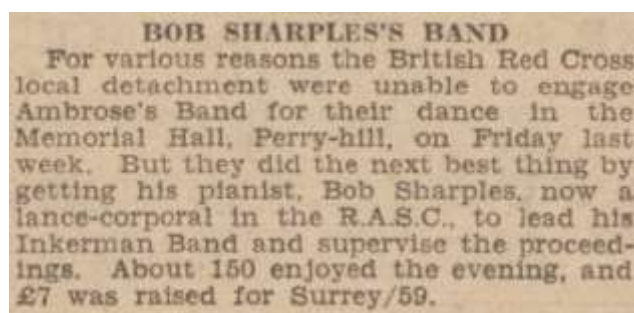 BOB SHARPLES'S BAND
For various reasons the British Red Cross
local detachment were unable to engage
Ambrose's Band for their dance in the
Memorial Hall, Perry-hill, on Friday last
week. But they did the next best thing by
getting his pianist, Bob Sharples, now a
lance-corporal in the R.A.S.C., to lead his
Inkerman Band and supervise the proceed-
ings. About 150 enjoyed the evening, and
£7 was raised for Surrey/59.